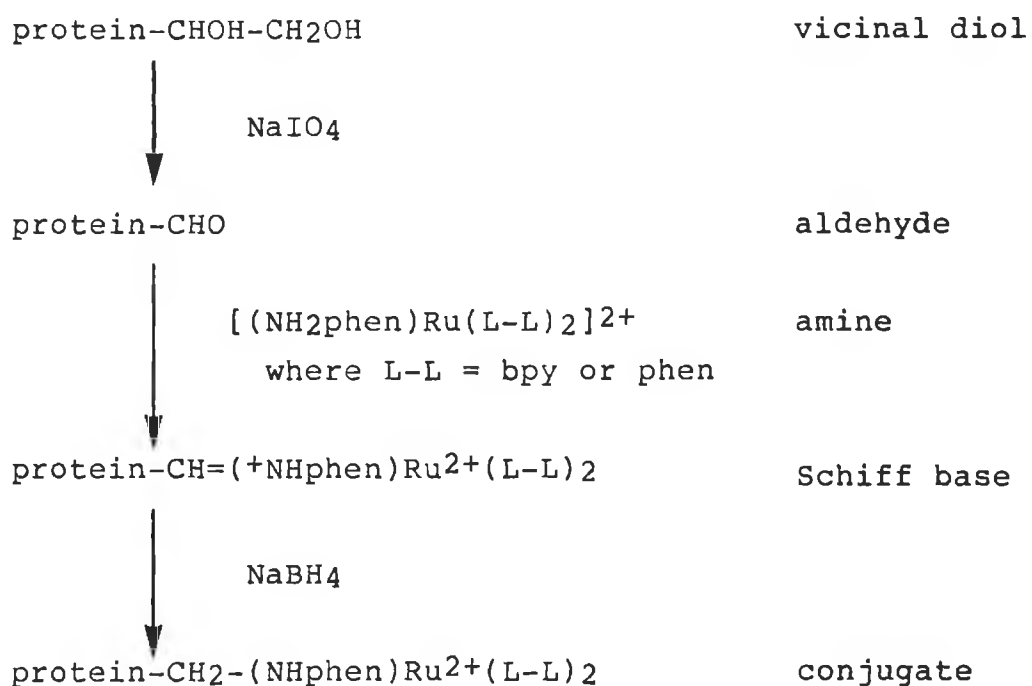 protein-CHOH-CH2OH vicinal diol
NaIO4
protein-CHO aldehyde
[(NH2phen)Ru(L-L)2]2+ amine
where L-L = bpy or phen
protein-CH=(+NHphen)Ru2+(L-L)2 Schiff base
NaBH4
protein-CH2-(NHphen)Ru2+(L-L)2 conjugate